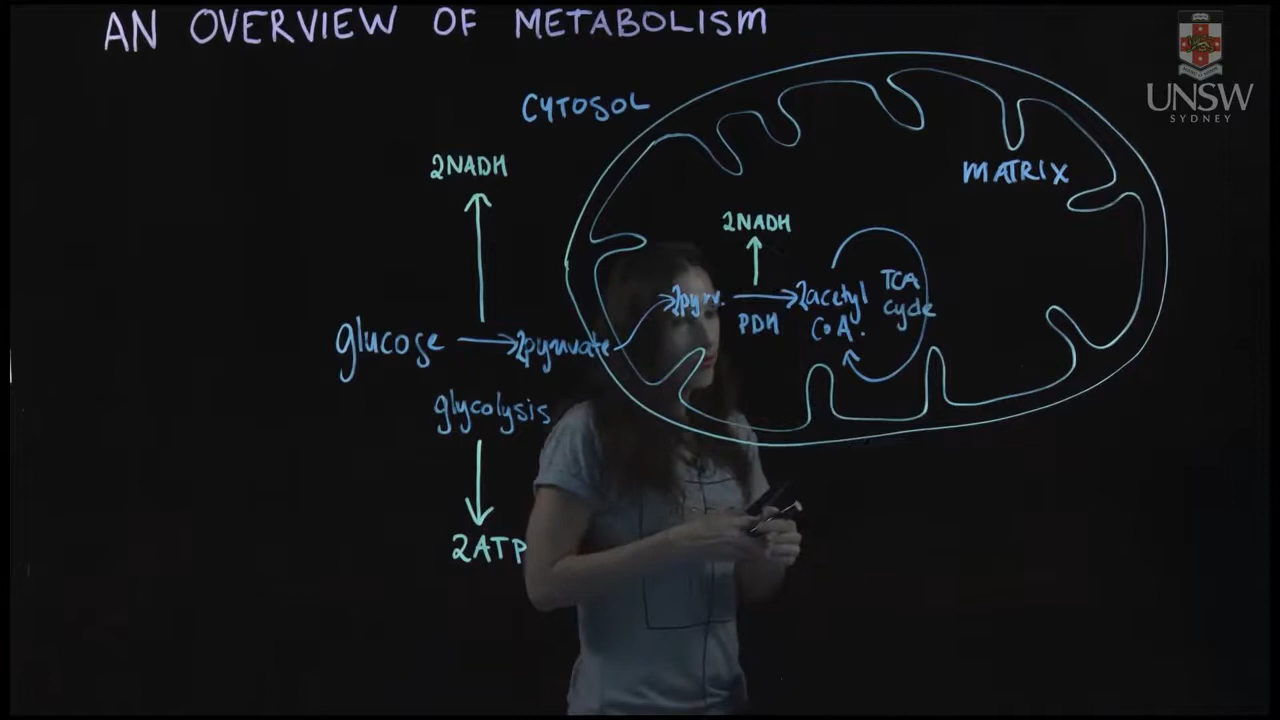 AN OVERVIEW OF METABOLISM
UNSW
SYDNEY
CYTOSOL
MATRIX
2NADH
2NADH
glucose
2pyruvate
2pyrv.
PDH
2acetyl
CoA.
TCA
cycle
glycolysis
2ATP